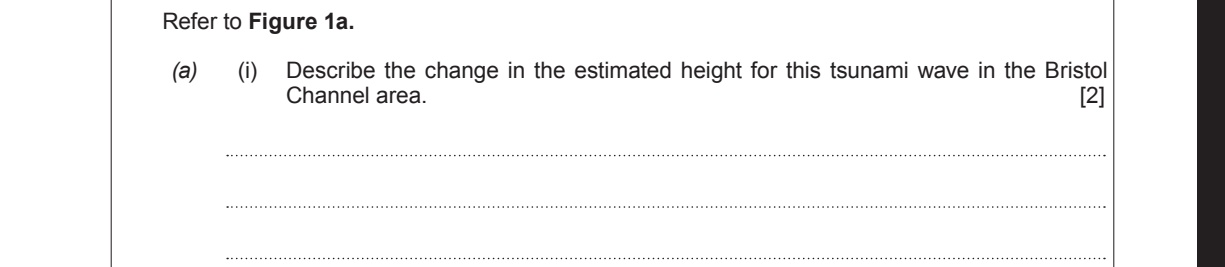 Refer to Figure 1a.
(a) (i) Describe the change in the estimated height for this tsunami wave in the Bristol
Channel area. [2]